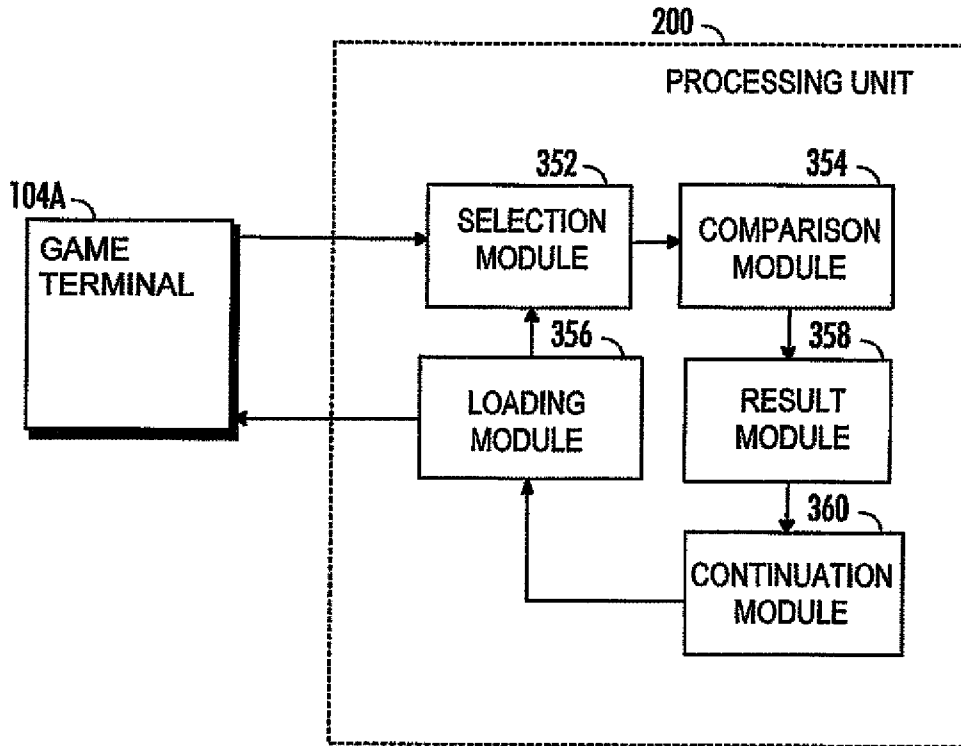 200
PROCESSING UNIT
104A
GAME
TERMINAL
352
SELECTION
MODULE
354
COMPARISON
MODULE
356
LOADING
MODULE
358
RESULT
MODULE
360
CONTINUATION
MODULE